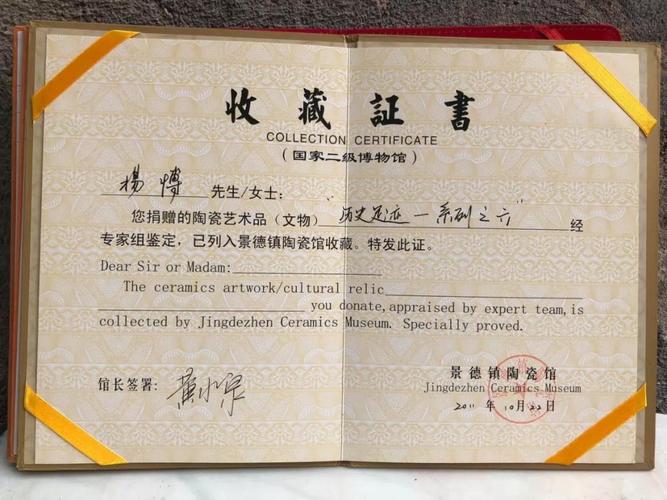 收藏証書
COLLECTION CERTIFICATE
（国家二级博物馆）
杨博 先生/女士：
您捐赠的陶瓷艺术品（文物）"历史足迹－系列之六" 经
专家组鉴定，已列入景德镇陶瓷馆收藏。特发此证。
Dear Sir or Madam:
The ceramics artwork/cultural relic
you donate,appraised by expert team,is
collected by Jingdezhen Ceramics Museum. Specially proved.
馆长签署：
景德镇陶瓷馆
Jingdezhen Ceramics Museum
2011 年 10月22日